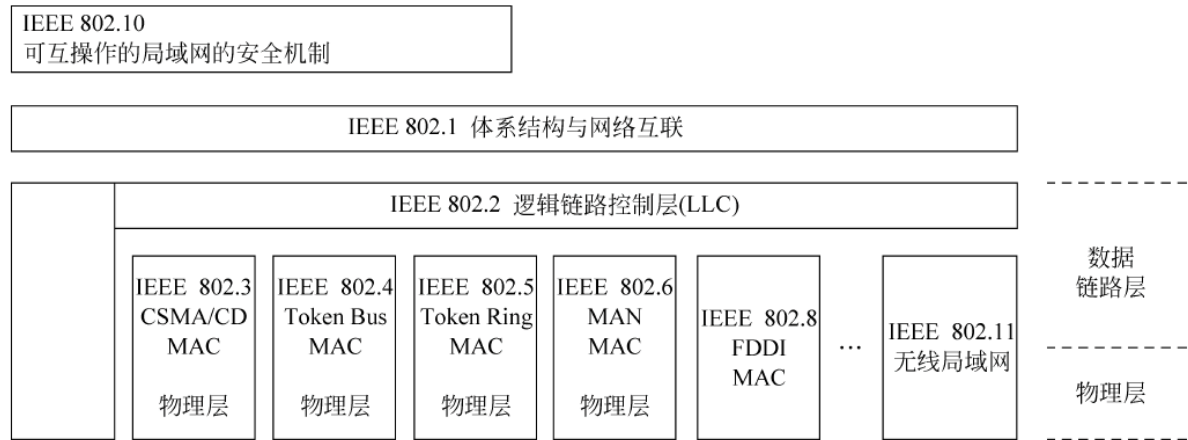 IEEE 802.10
可互操作的局域网的安全机制
IEEE 802.1 体系结构与网络互联
IEEE 802.2 逻辑链路控制层(LLC)
IEEE 802.3
CSMA/CD
MAC
物理层
IEEE 802.4
Token Bus
MAC
物理层
IEEE 802.5
Token Ring
MAC
物理层
IEEE 802.6
MAN
MAC
物理层
IEEE 802.8
FDDI
MAC
…
IEEE 802.11
无线局域网
数据
链路层
物理层